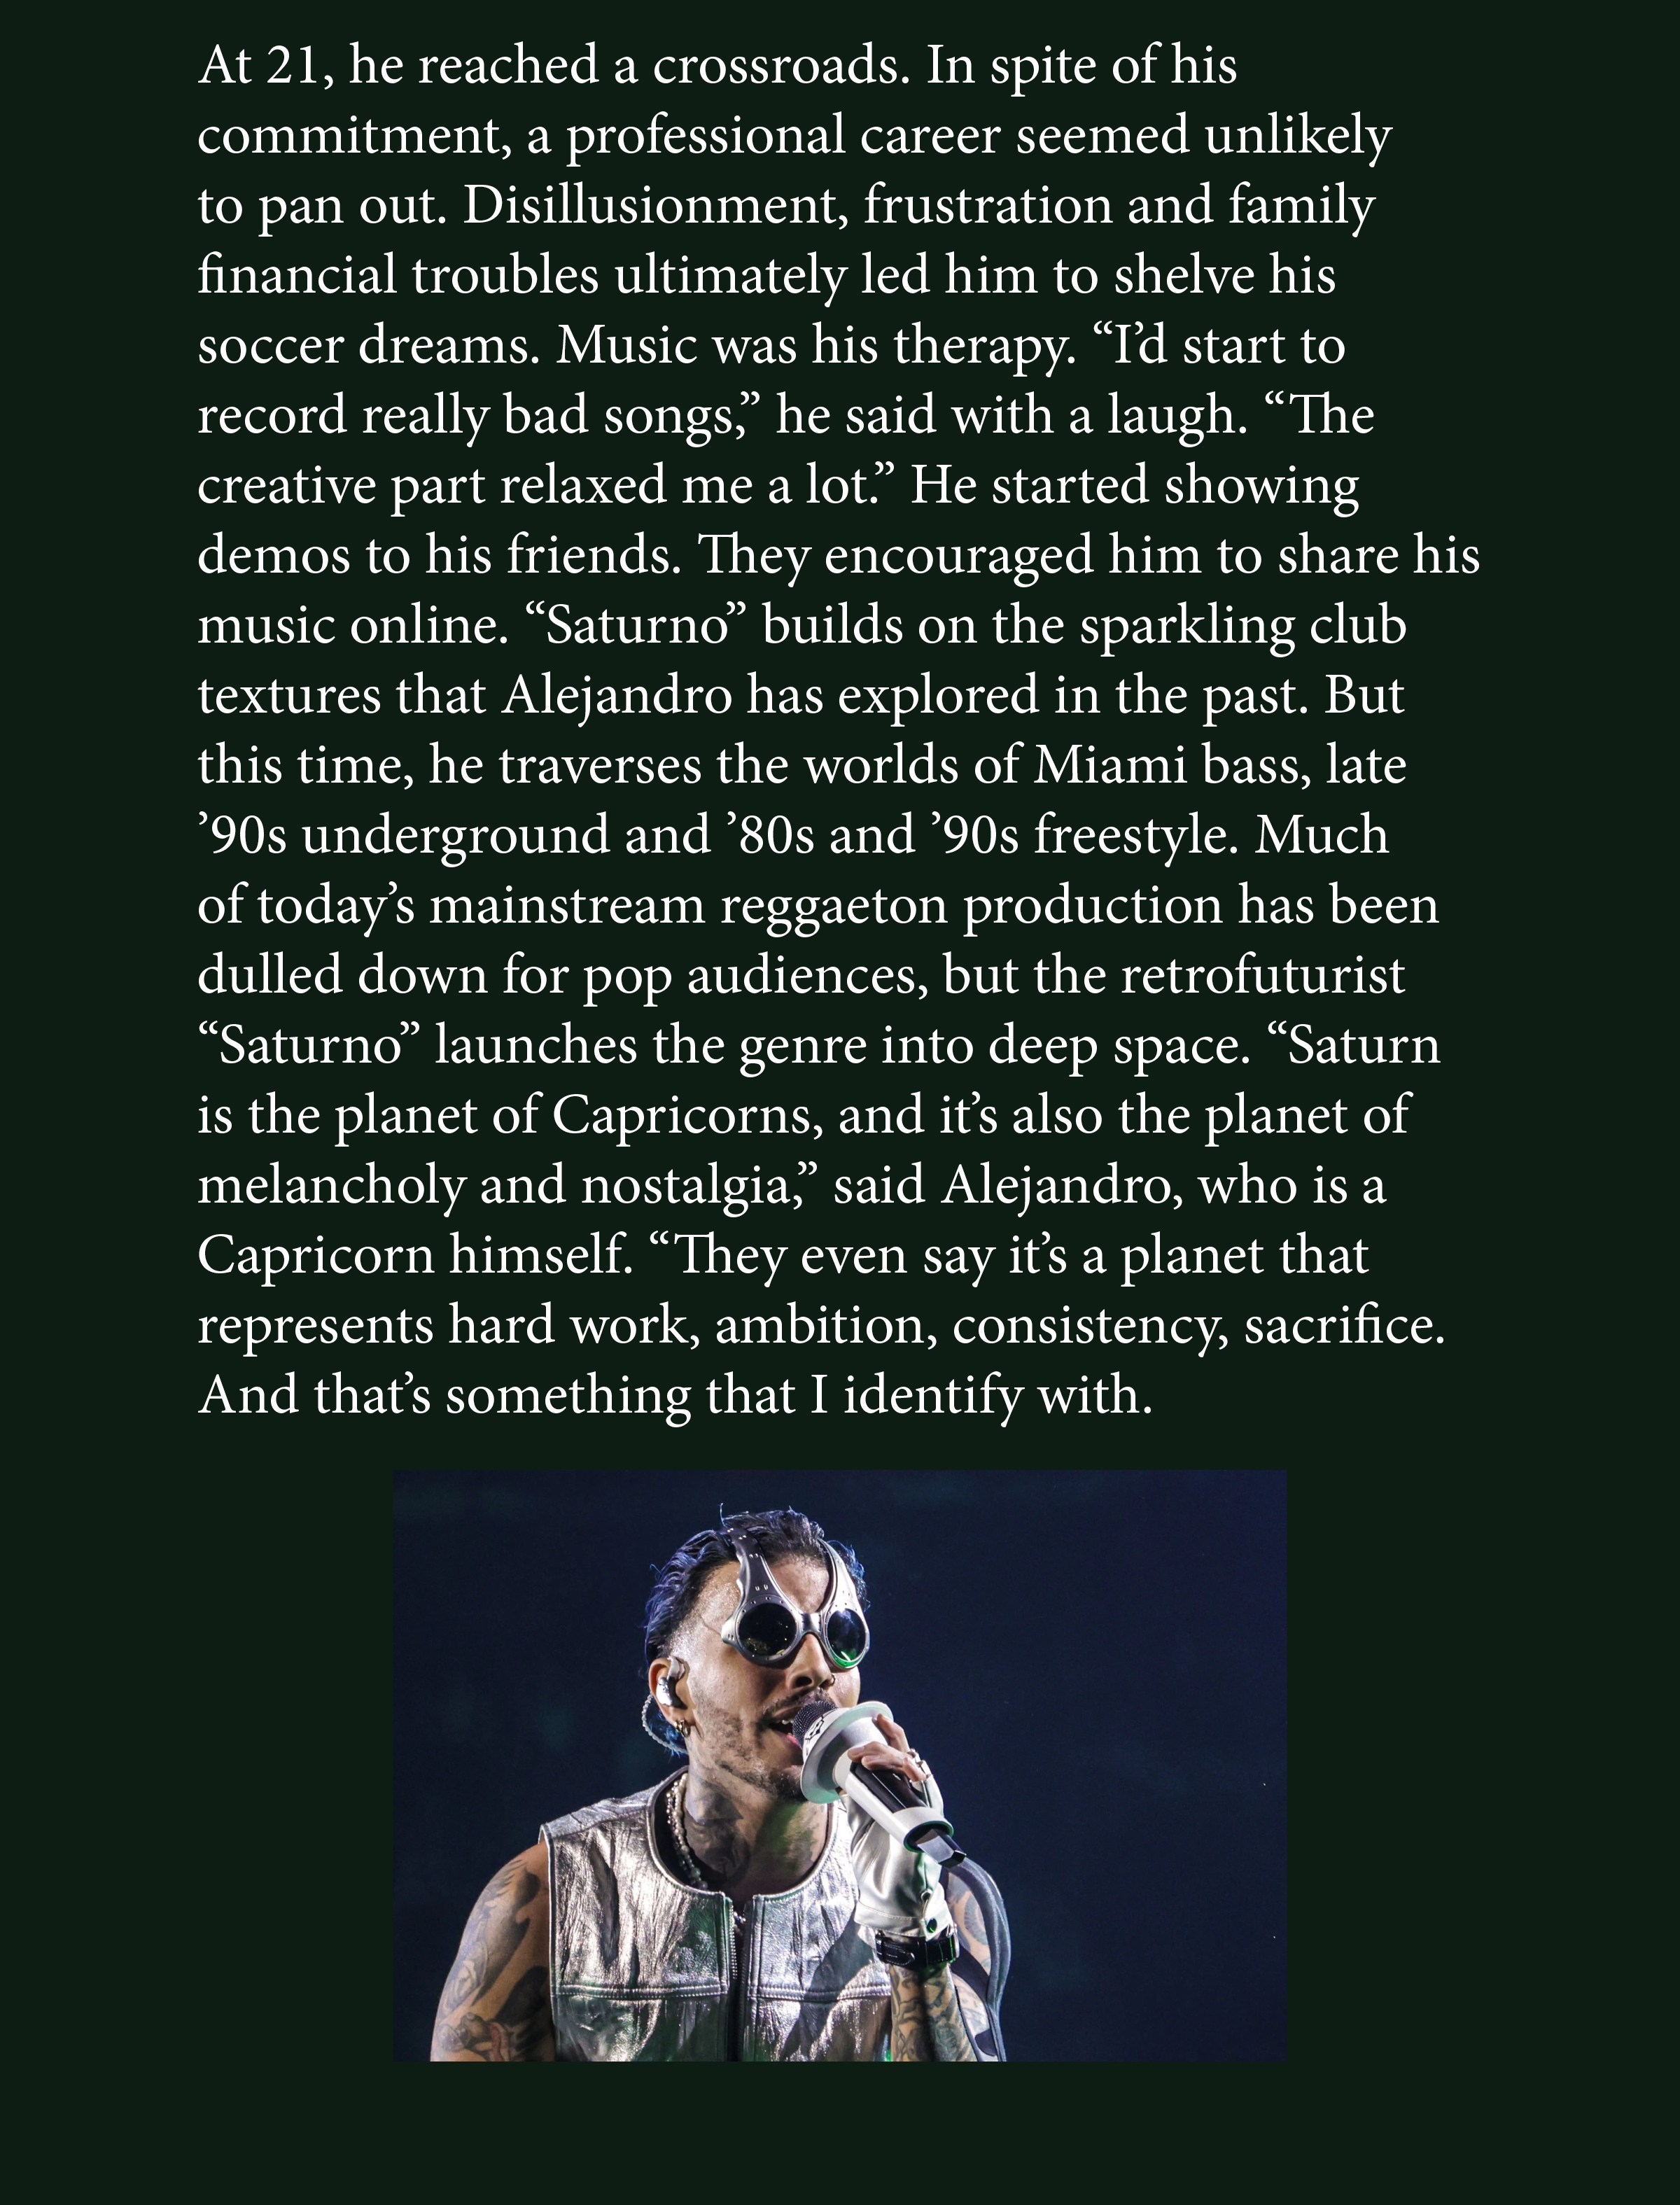 At 21, he reached a crossroads. In spite of his
commitment, a professional career seemed unlikely
to pan out. Disillusionment, frustration and family
financial troubles ultimately led him to shelve his
soccer dreams. Music was his therapy. “I’d start to
record really bad songs,” he said with a laugh. “The
creative part relaxed me a lot.” He started showing
demos to his friends. They encouraged him to share his
music online. “Saturno” builds on the sparkling club
textures that Alejandro has explored in the past. But
this time, he traverses the worlds of Miami bass, late
’90s underground and ’80s and ’90s freestyle. Much
of today’s mainstream reggaeton production has been
dulled down for pop audiences, but the retrofuturist
“Saturno” launches the genre into deep space. “Saturn
is the planet of Capricorns, and it’s also the planet of
melancholy and nostalgia,” said Alejandro, who is a
Capricorn himself. “They even say it’s a planet that
represents hard work, ambition, consistency, sacrifice.
And that’s something that I identify with.